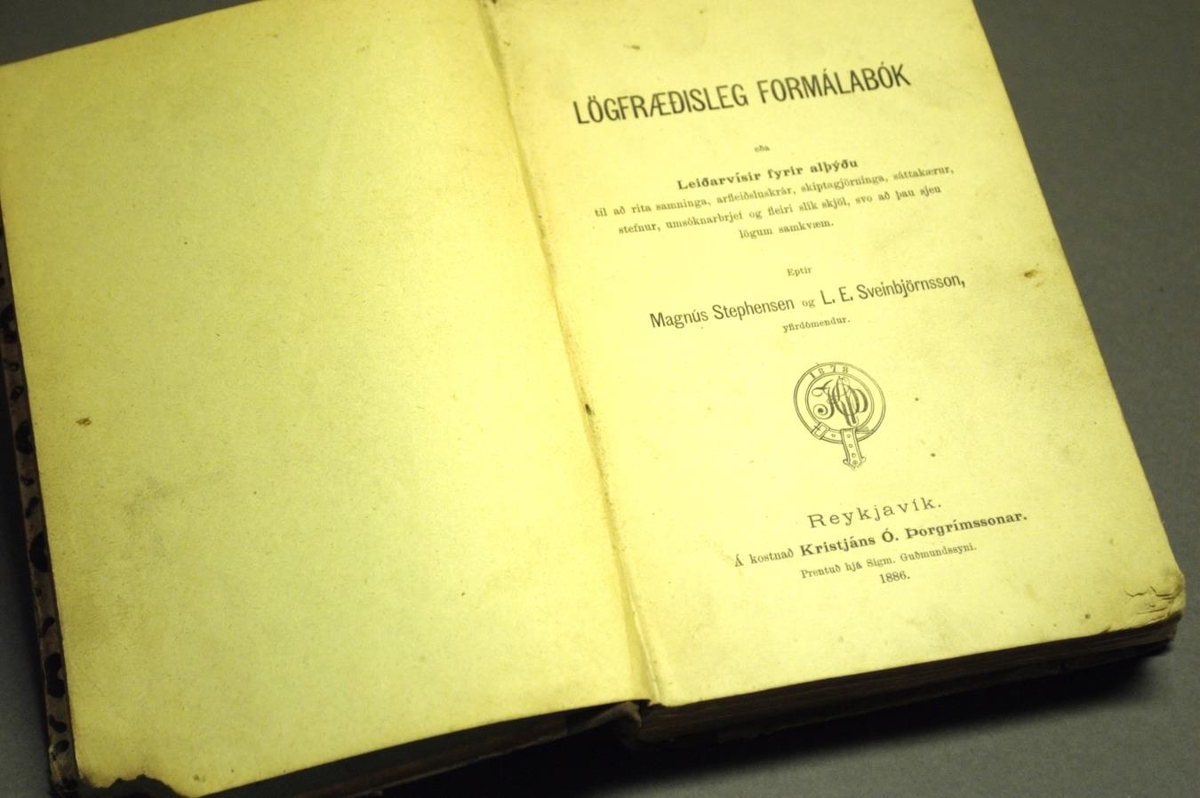 LÖGFRÆÐISLEG FORMÁLABÓK
eða
Leiðarvísir fyrir alþýðu
til að rita samninga, arfleiðsluskrár, skiptagjörninga, sáttakærur,
stefnur, umsóknarbrjef og fleiri slík skjöl, svo að þau sjeu
lögum samkvæm.
Eptir
Magnús Stephensen og L. E. Sveinbjörnsson,
yfirdómendur.
1878
Reykjavík.
Á kostnað Kristjáns Ó. Þorgrímssonar.
Prentuð hjá Sigm. Guðmundssyni.
1886.